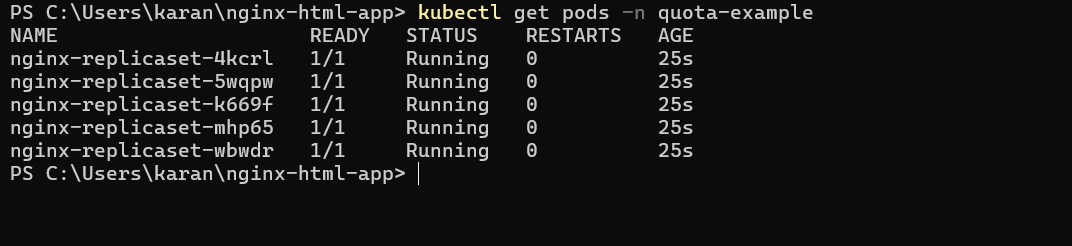 PS C:\Users\karan\nginx-html-app> kubectl get pods -n quota-example
NAME                     READY   STATUS    RESTARTS   AGE
nginx-replicaset-4kcrl   1/1     Running   0          25s
nginx-replicaset-5wqpw   1/1     Running   0          25s
nginx-replicaset-k669f   1/1     Running   0          25s
nginx-replicaset-mhp65   1/1     Running   0          25s
nginx-replicaset-wbwdr   1/1     Running   0          25s
PS C:\Users\karan\nginx-html-app>